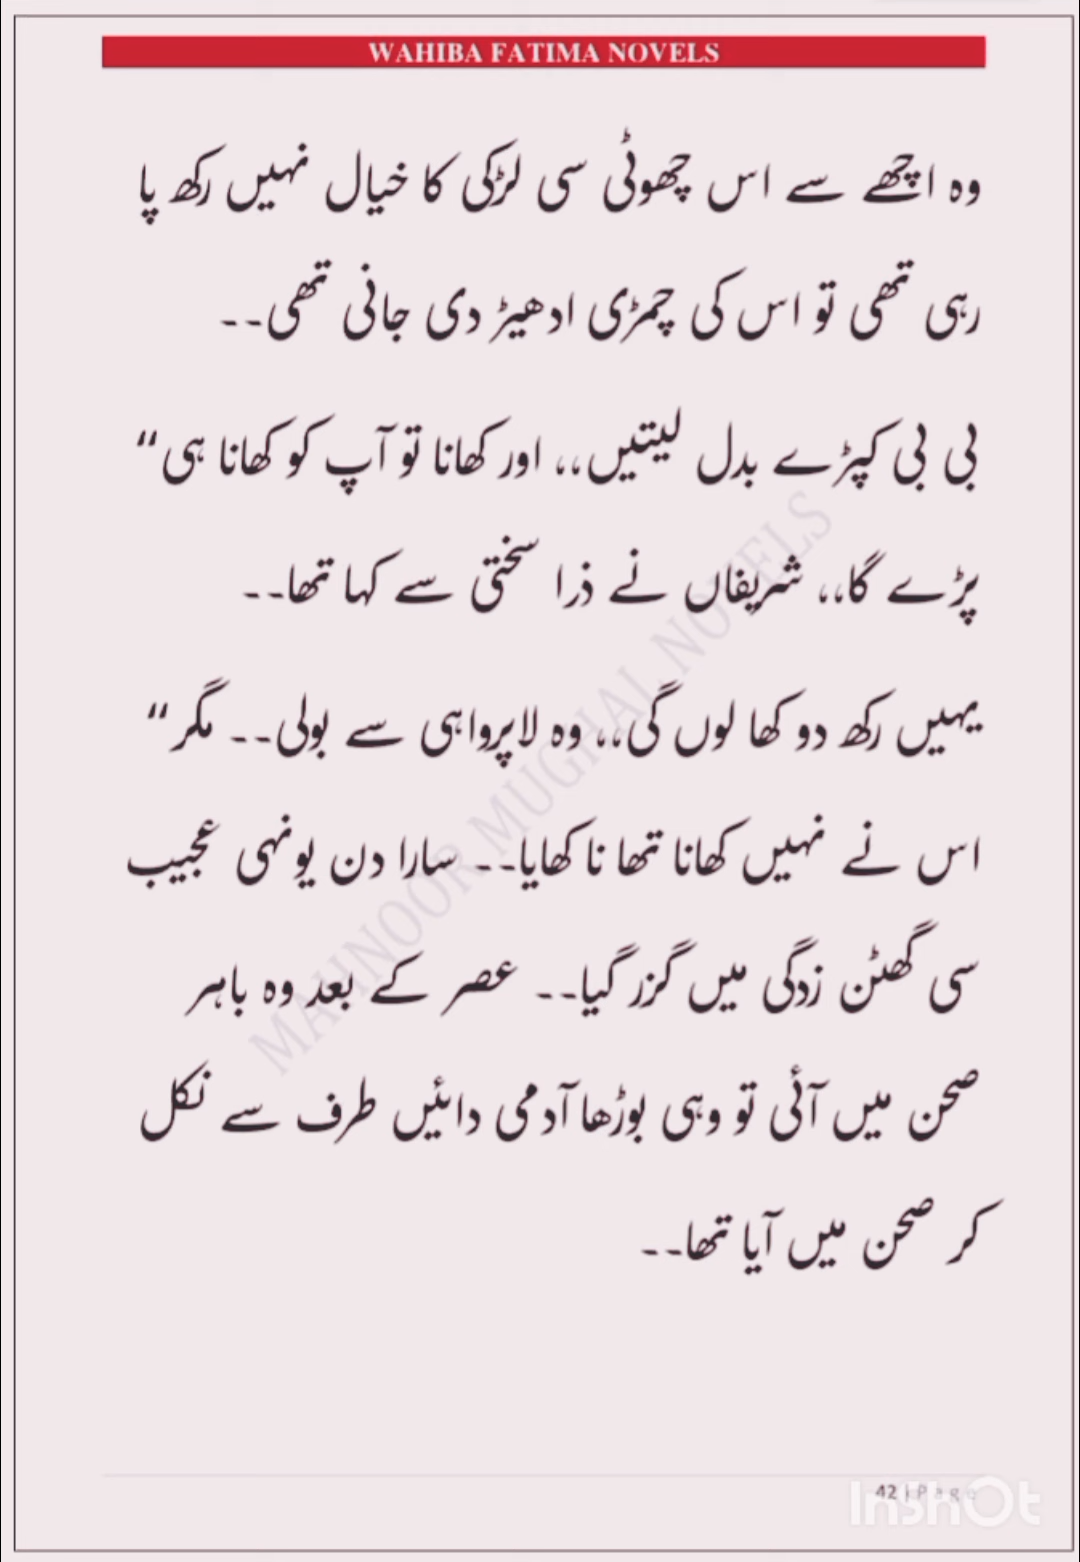 WAHIBA FATIMA NOVELS
وہ اچھے سے اس چھوٹی سی لڑکی کا خیال نہیں رکھ پا
رہی تھی تو اس کی چمڑی ادھیڑ دی جانی تھی۔۔
بی بی کپڑے بدل لیتیں،، اور کھانا تو آپ کو کھانا ہی“
پڑے گا،، شریفاں نے ذرا سختی سے کہا تھا۔۔
یہیں رکھ دو کھا لوں گی،، وہ لاپرواہی سے بولی۔۔ مگر“
اس نے نہیں کھانا تھا نا کھایا۔۔ سارا دن یونہی عجیب
سی گھٹن زدگی میں گزر گیا۔۔ عصر کے بعد وہ باہر
صحن میں آئی تو وہی بوڑھا آدمی دائیں طرف سے نکل
کر صحن میں آیا تھا۔۔
MAHNOOR MUGHAL NOVELS
42 | Page
InShOt